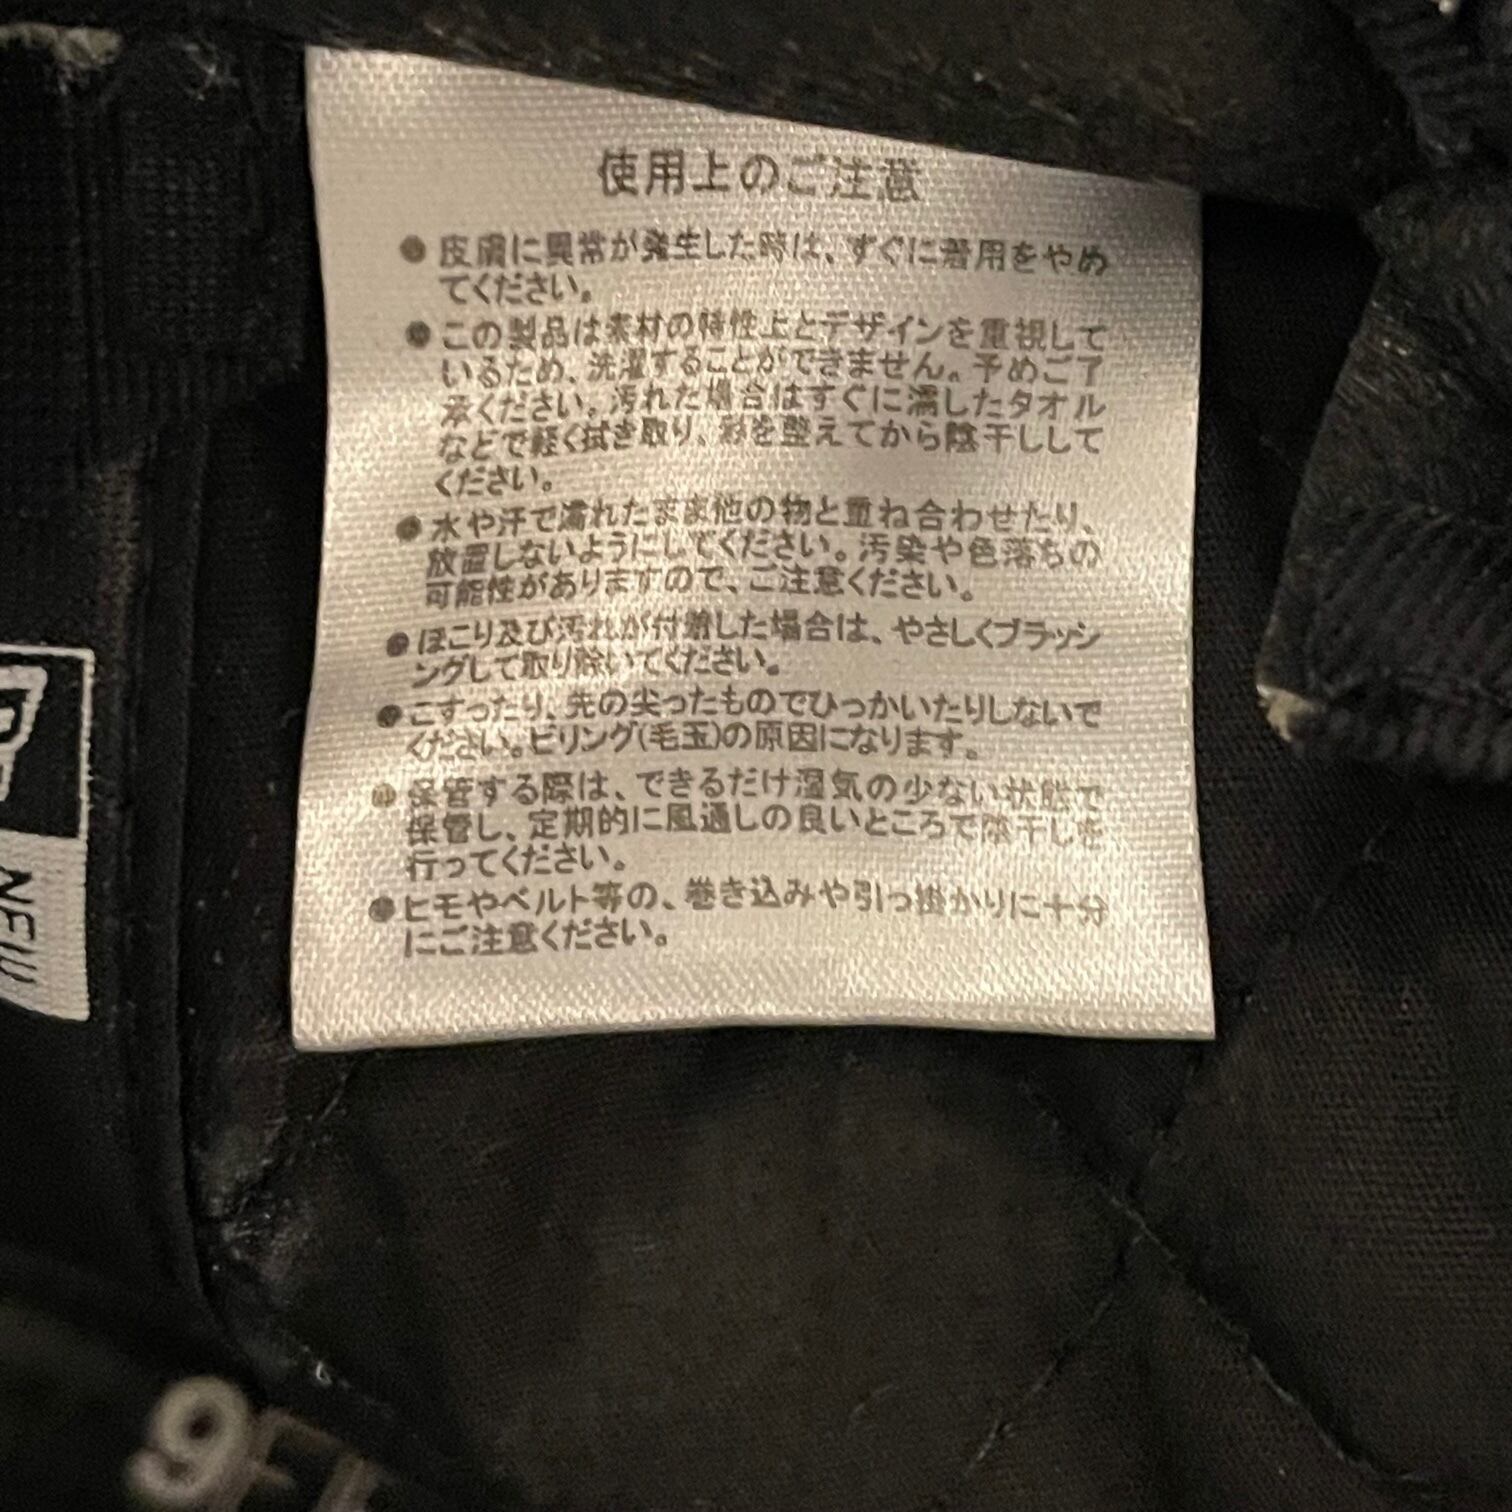 使用上のご注意
●皮膚に異常が発生した時は、すぐに着用をやめ
てください。
●この製品は素材の特性上とデザインを重視して
いるため、洗濯することができません。予めご了
承ください。汚れた場合はすぐに濡したタオル
などで軽く拭き取り、形を整えてから陰干しして
ください。
●水や汗で濡れたまま他の物と重ね合わせたり、
放置しないようにしてください。汚染や色落ちの
可能性がありますので、ご注意ください。
●ほこり及び汚れが付着した場合は、やさしくブラッシ
ングして取り除いてください。
●こすったり、先の尖ったものでひっかいたりしないで
ください。ピリング(毛玉)の原因になります。
●保管する際は、できるだけ湿気の少ない状態で
保管し、定期的に風通しの良いところで陰干しを
行ってください。
●ヒモやベルト等の、巻き込みや引っ掛かりに十分
にご注意ください。
NEW
9F